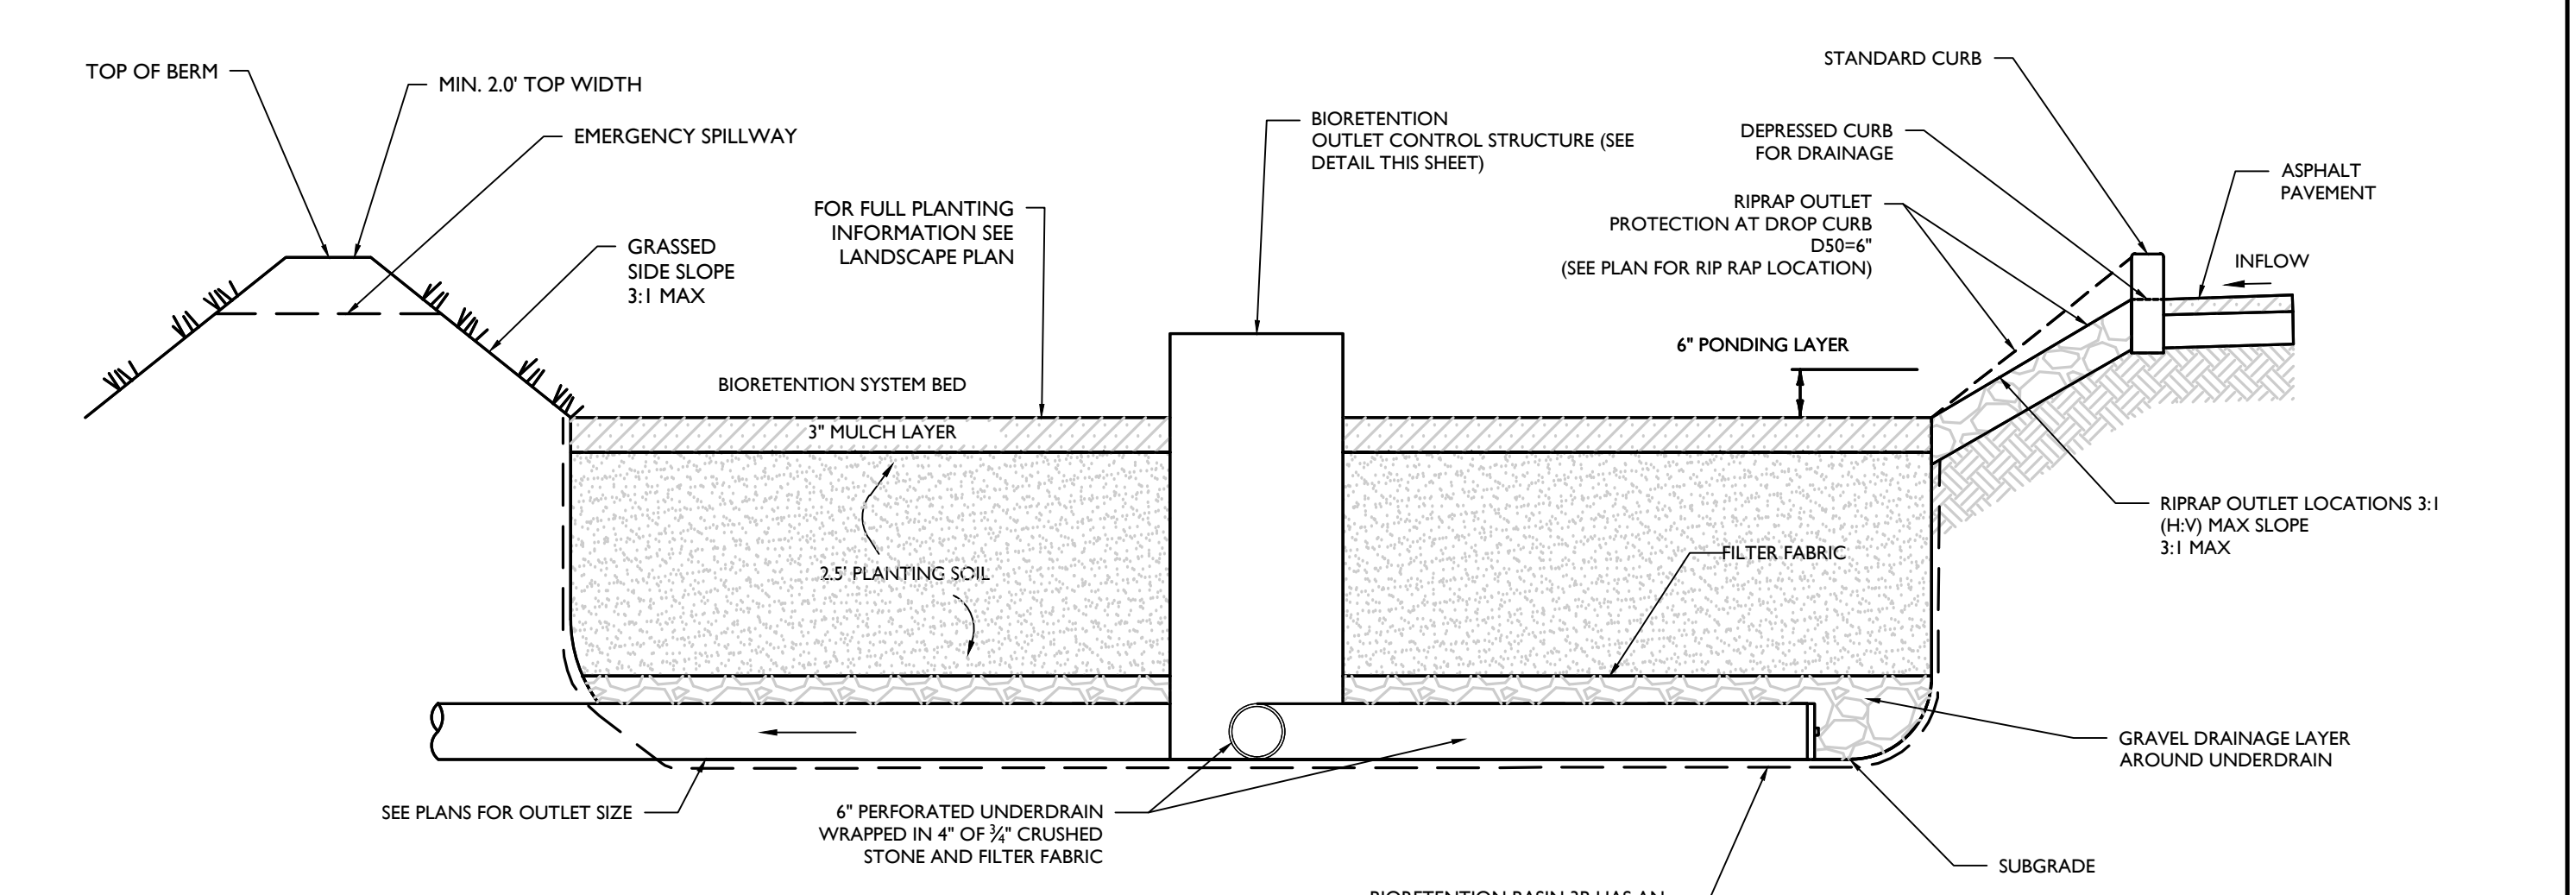 TOP OF BERM
MIN. 2.0' TOP WIDTH
EMERGENCY SPILLWAY
GRASSED
SIDE SLOPE
3:1 MAX
FOR FULL PLANTING
INFORMATION SEE
LANDSCAPE PLAN
BIORETENTION
OUTLET CONTROL STRUCTURE (SEE
DETAIL THIS SHEET)
STANDARD CURB
DEPRESSED CURB
FOR DRAINAGE
ASPHALT
PAVEMENT
RIPRAP OUTLET
PROTECTION AT DROP CURB
D50=6"
(SEE PLAN FOR RIP RAP LOCATION)
INFLOW
6" PONDING LAYER
BIORETENTION SYSTEM BED
3" MULCH LAYER
2.5' PLANTING SOIL
FILTER FABRIC
RIPRAP OUTLET LOCATIONS 3:1
(H:V) MAX SLOPE
3:1 MAX
GRAVEL DRAINAGE LAYER
AROUND UNDERDRAIN
SEE PLANS FOR OUTLET SIZE
6" PERFORATED UNDERDRAIN
WRAPPED IN 4" OF ¾" CRUSHED
STONE AND FILTER FABRIC
SUBGRADE
BIORETENTION BASIN HAS AN